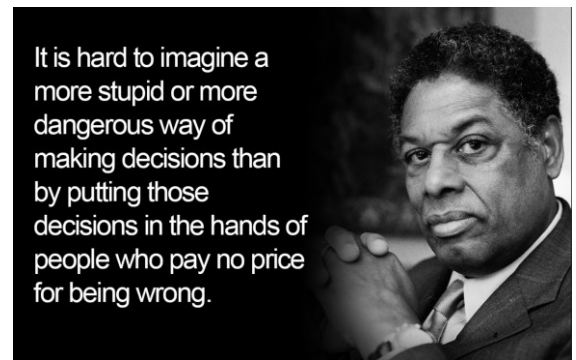 It is hard to imagine a
more stupid or more
dangerous way of
making decisions than
by putting those
decisions in the hands of
people who pay no price
for being wrong.